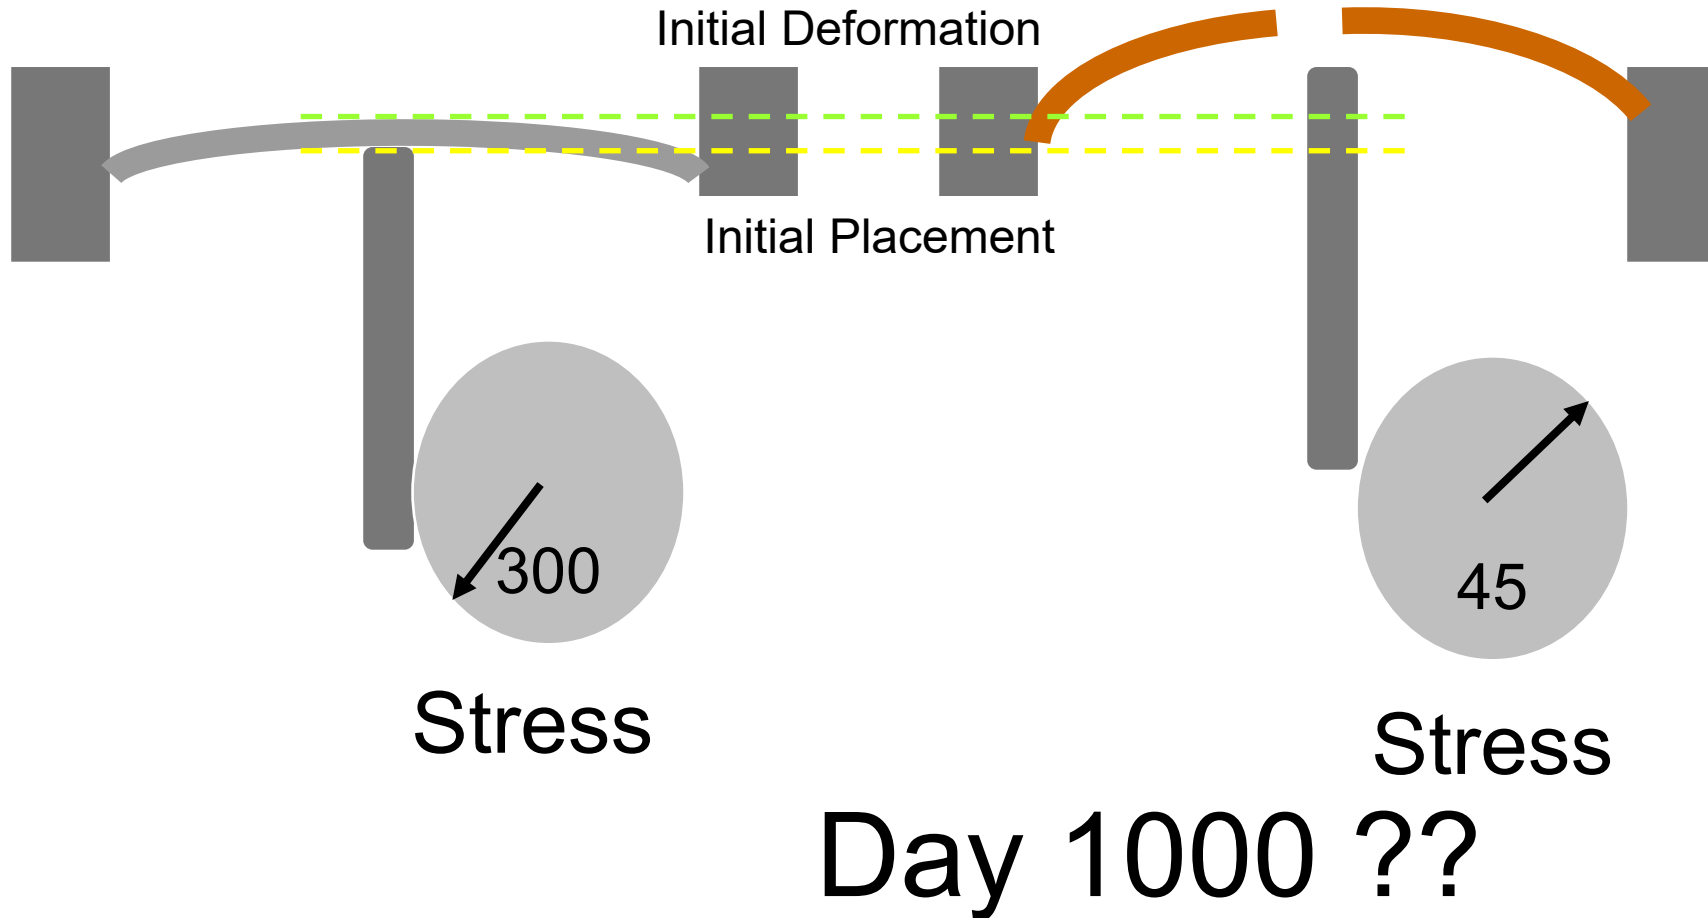 Initial Deformation
Initial Placement
300
45
Stress
Stress
Day 1000 ??